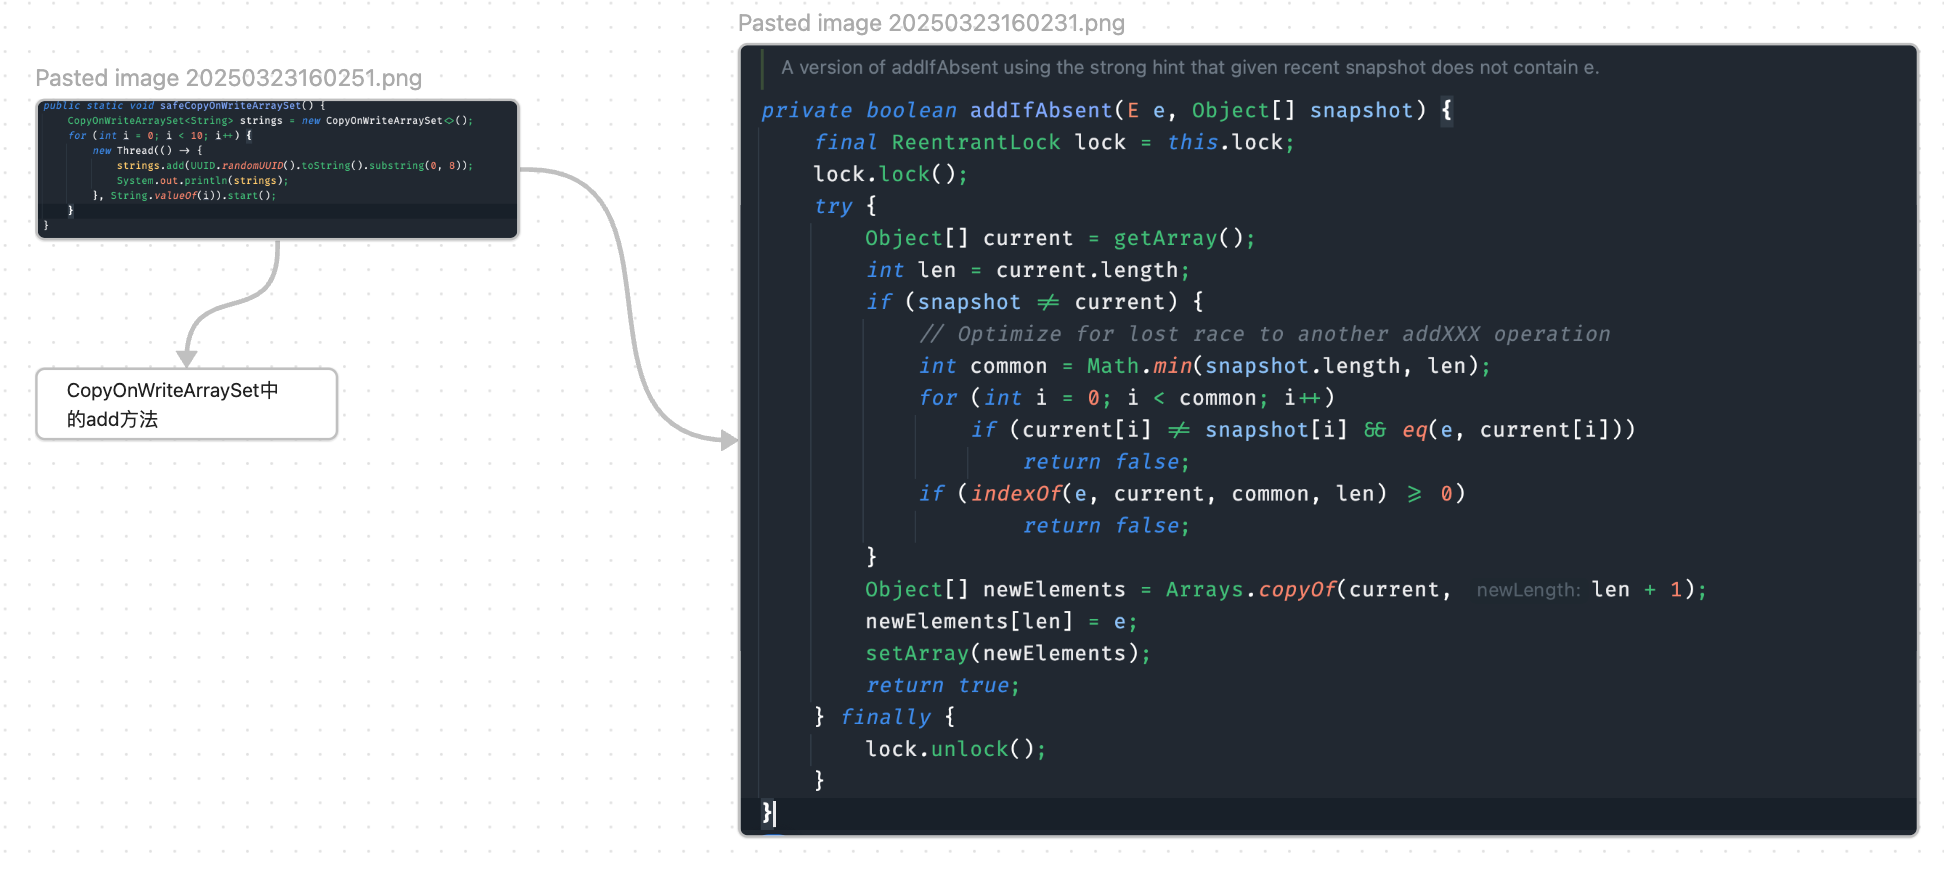 Pasted image 20250323160251.png
public static void safeCopyOnWriteArraySet() {
CopyOnWriteArraySet<String> strings = new CopyOnWriteArraySet<>();
for (int i = 0; i < 10; i++) {
new Thread(() -> {
strings.add(UUID.randomUUID().toString().substring(0, 8));
System.out.println(strings);
}, String.valueOf(i)).start();
}
}
CopyOnWriteArraySet中
的add方法
Pasted image 20250323160231.png
A version of addIfAbsent using the strong hint that given recent snapshot does not contain e.
private boolean addIfAbsent(E e, Object[] snapshot) {
final ReentrantLock lock = this.lock;
lock.lock();
try {
Object[] current = getArray();
int len = current.length;
if (snapshot != current) {
// Optimize for lost race to another addXXX operation
int common = Math.min(snapshot.length, len);
for (int i = 0; i < common; i++)
if (current[i] != snapshot[i] && eq(e, current[i]))
return false;
if (indexOf(e, current, common, len) >= 0)
return false;
}
Object[] newElements = Arrays.copyOf(current, newLength: len + 1);
newElements[len] = e;
setArray(newElements);
return true;
} finally {
lock.unlock();
}
}